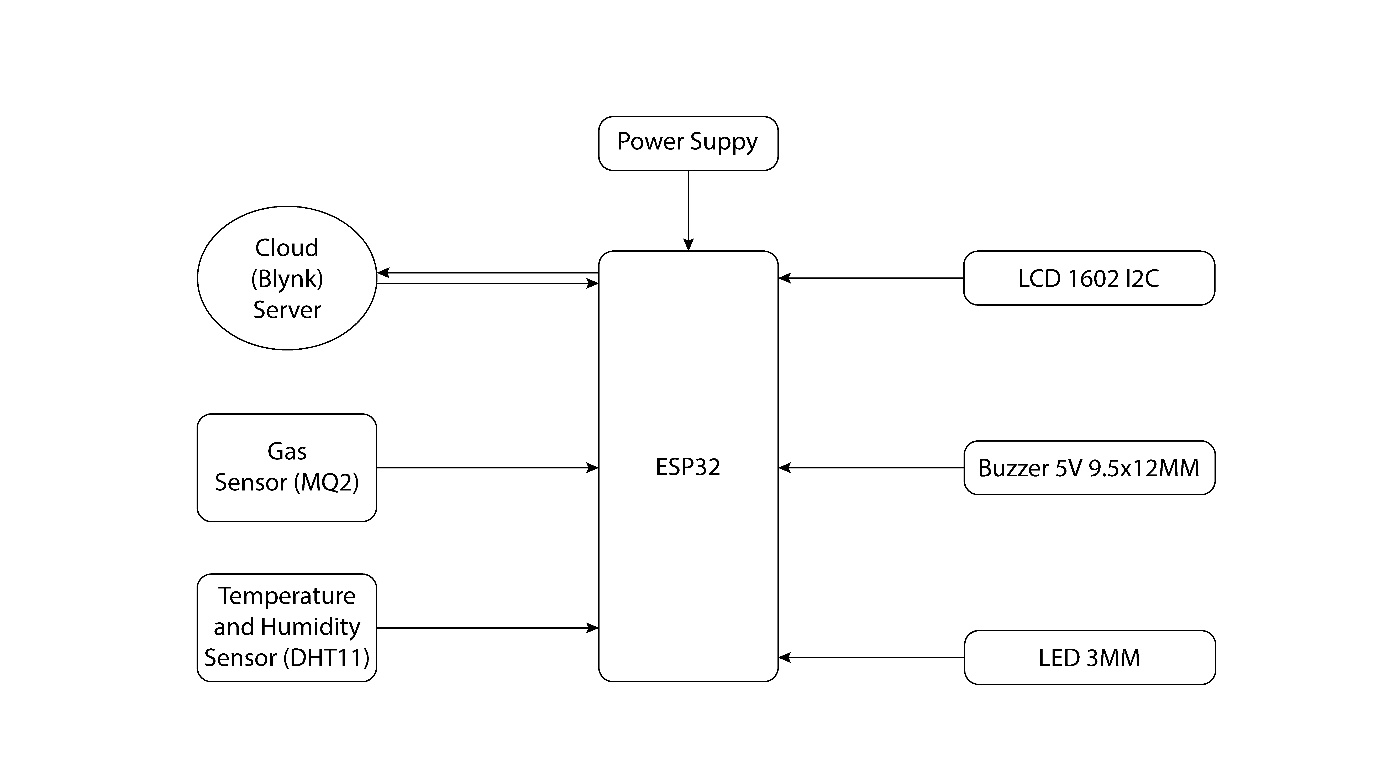 Power Suppy
Cloud
(Blynk)
Server
LCD 1602 I2C
Gas
Sensor (MQ2)
ESP32
Buzzer 5V 9.5x12MM
Temperature
and Humidity
Sensor (DHT11)
LED 3MM